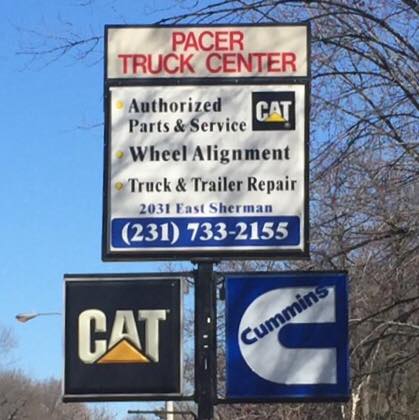 PACER
TRUCK CENTER
Authorized
Parts & Service
CAT
Wheel Alignment
Truck & Trailer Repair
2031 East Sherman
(231) 733-2155
CAT
Cummins